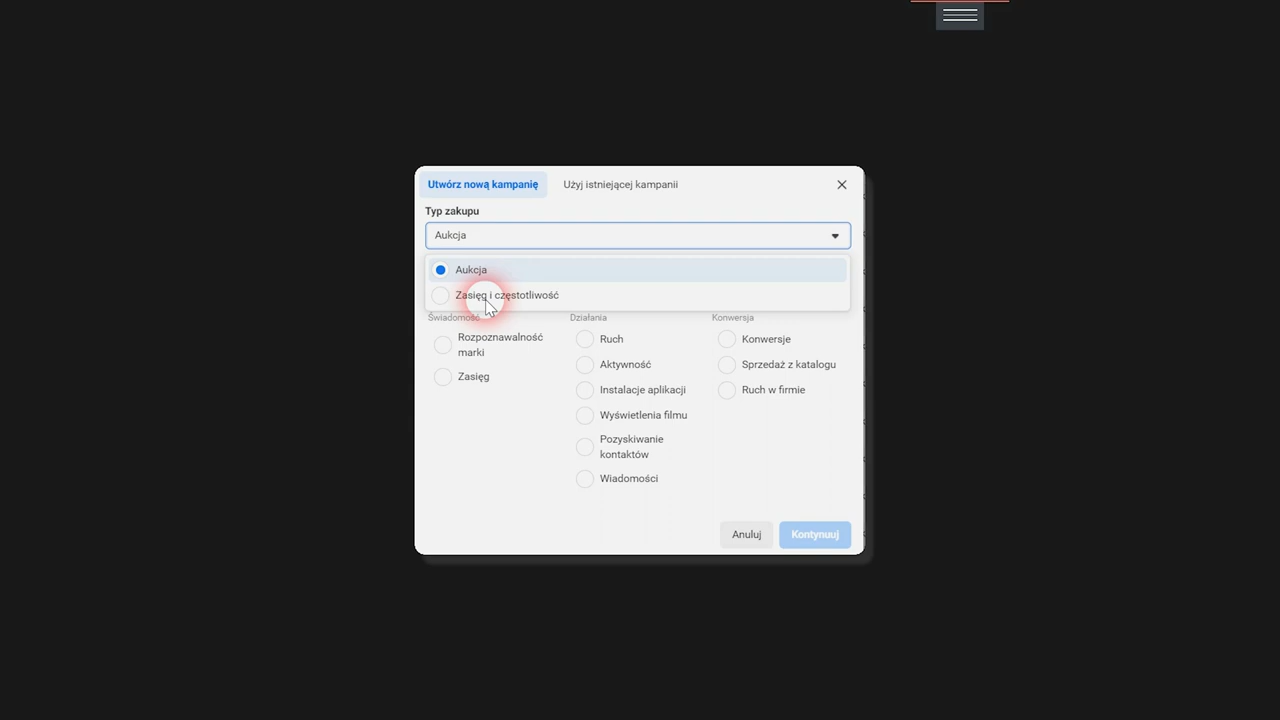 Utwórz nową kampanię
Użyj istniejącej kampanii
Typ zakupu
Aukcja
Aukcja
Zasięg i częstotliwość
Świadomość
Rozpoznawalność
marki
Zasięg
Działania
Ruch
Aktywność
Instalacje aplikacji
Wyświetlenia filmu
Pozyskiwanie
kontaktów
Wiadomości
Konwersja
Konwersje
Sprzedaż z katalogu
Ruch w firmie
Anuluj
Kontynuuj